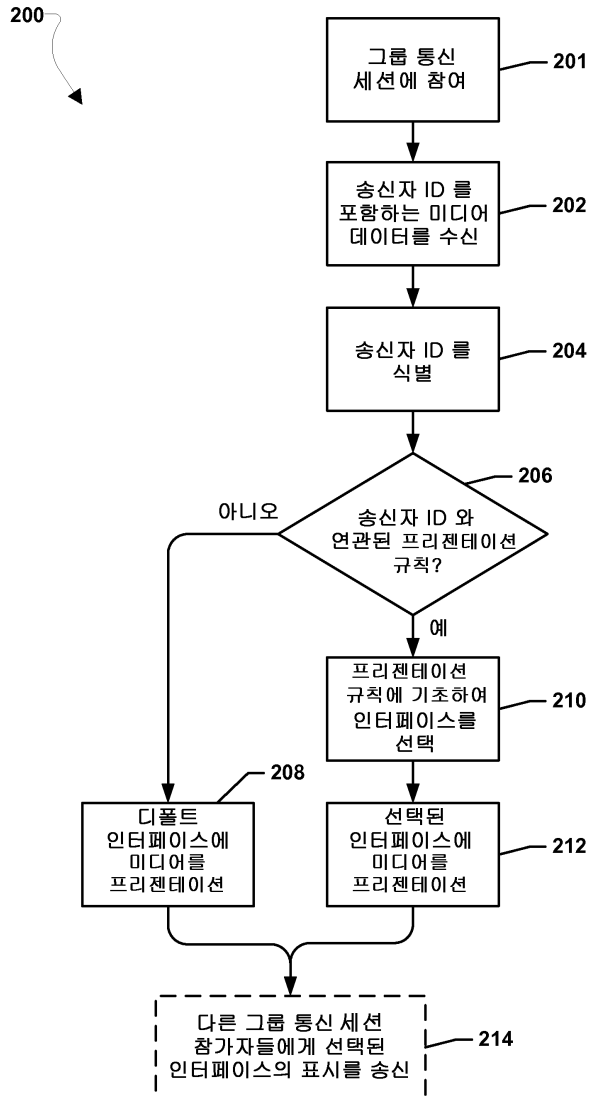 200
그룹 통신
세션에 참여
201
송신자 ID 를
포함하는 미디어
데이터를 수신
202
송신자 ID 를
식별
204
206
송신자 ID 와
연관된 프리젠테이션
규칙?
아니오
예
프리젠테이션
규칙에 기초하여
인터페이스를
선택
210
208
디폴트
인터페이스에
미디어를
프리젠테이션
선택된
인터페이스에
미디어를
프리젠테이션
212
다른 그룹 통신 세션
참가자들에게 선택된
인터페이스의 표시를 송신
214